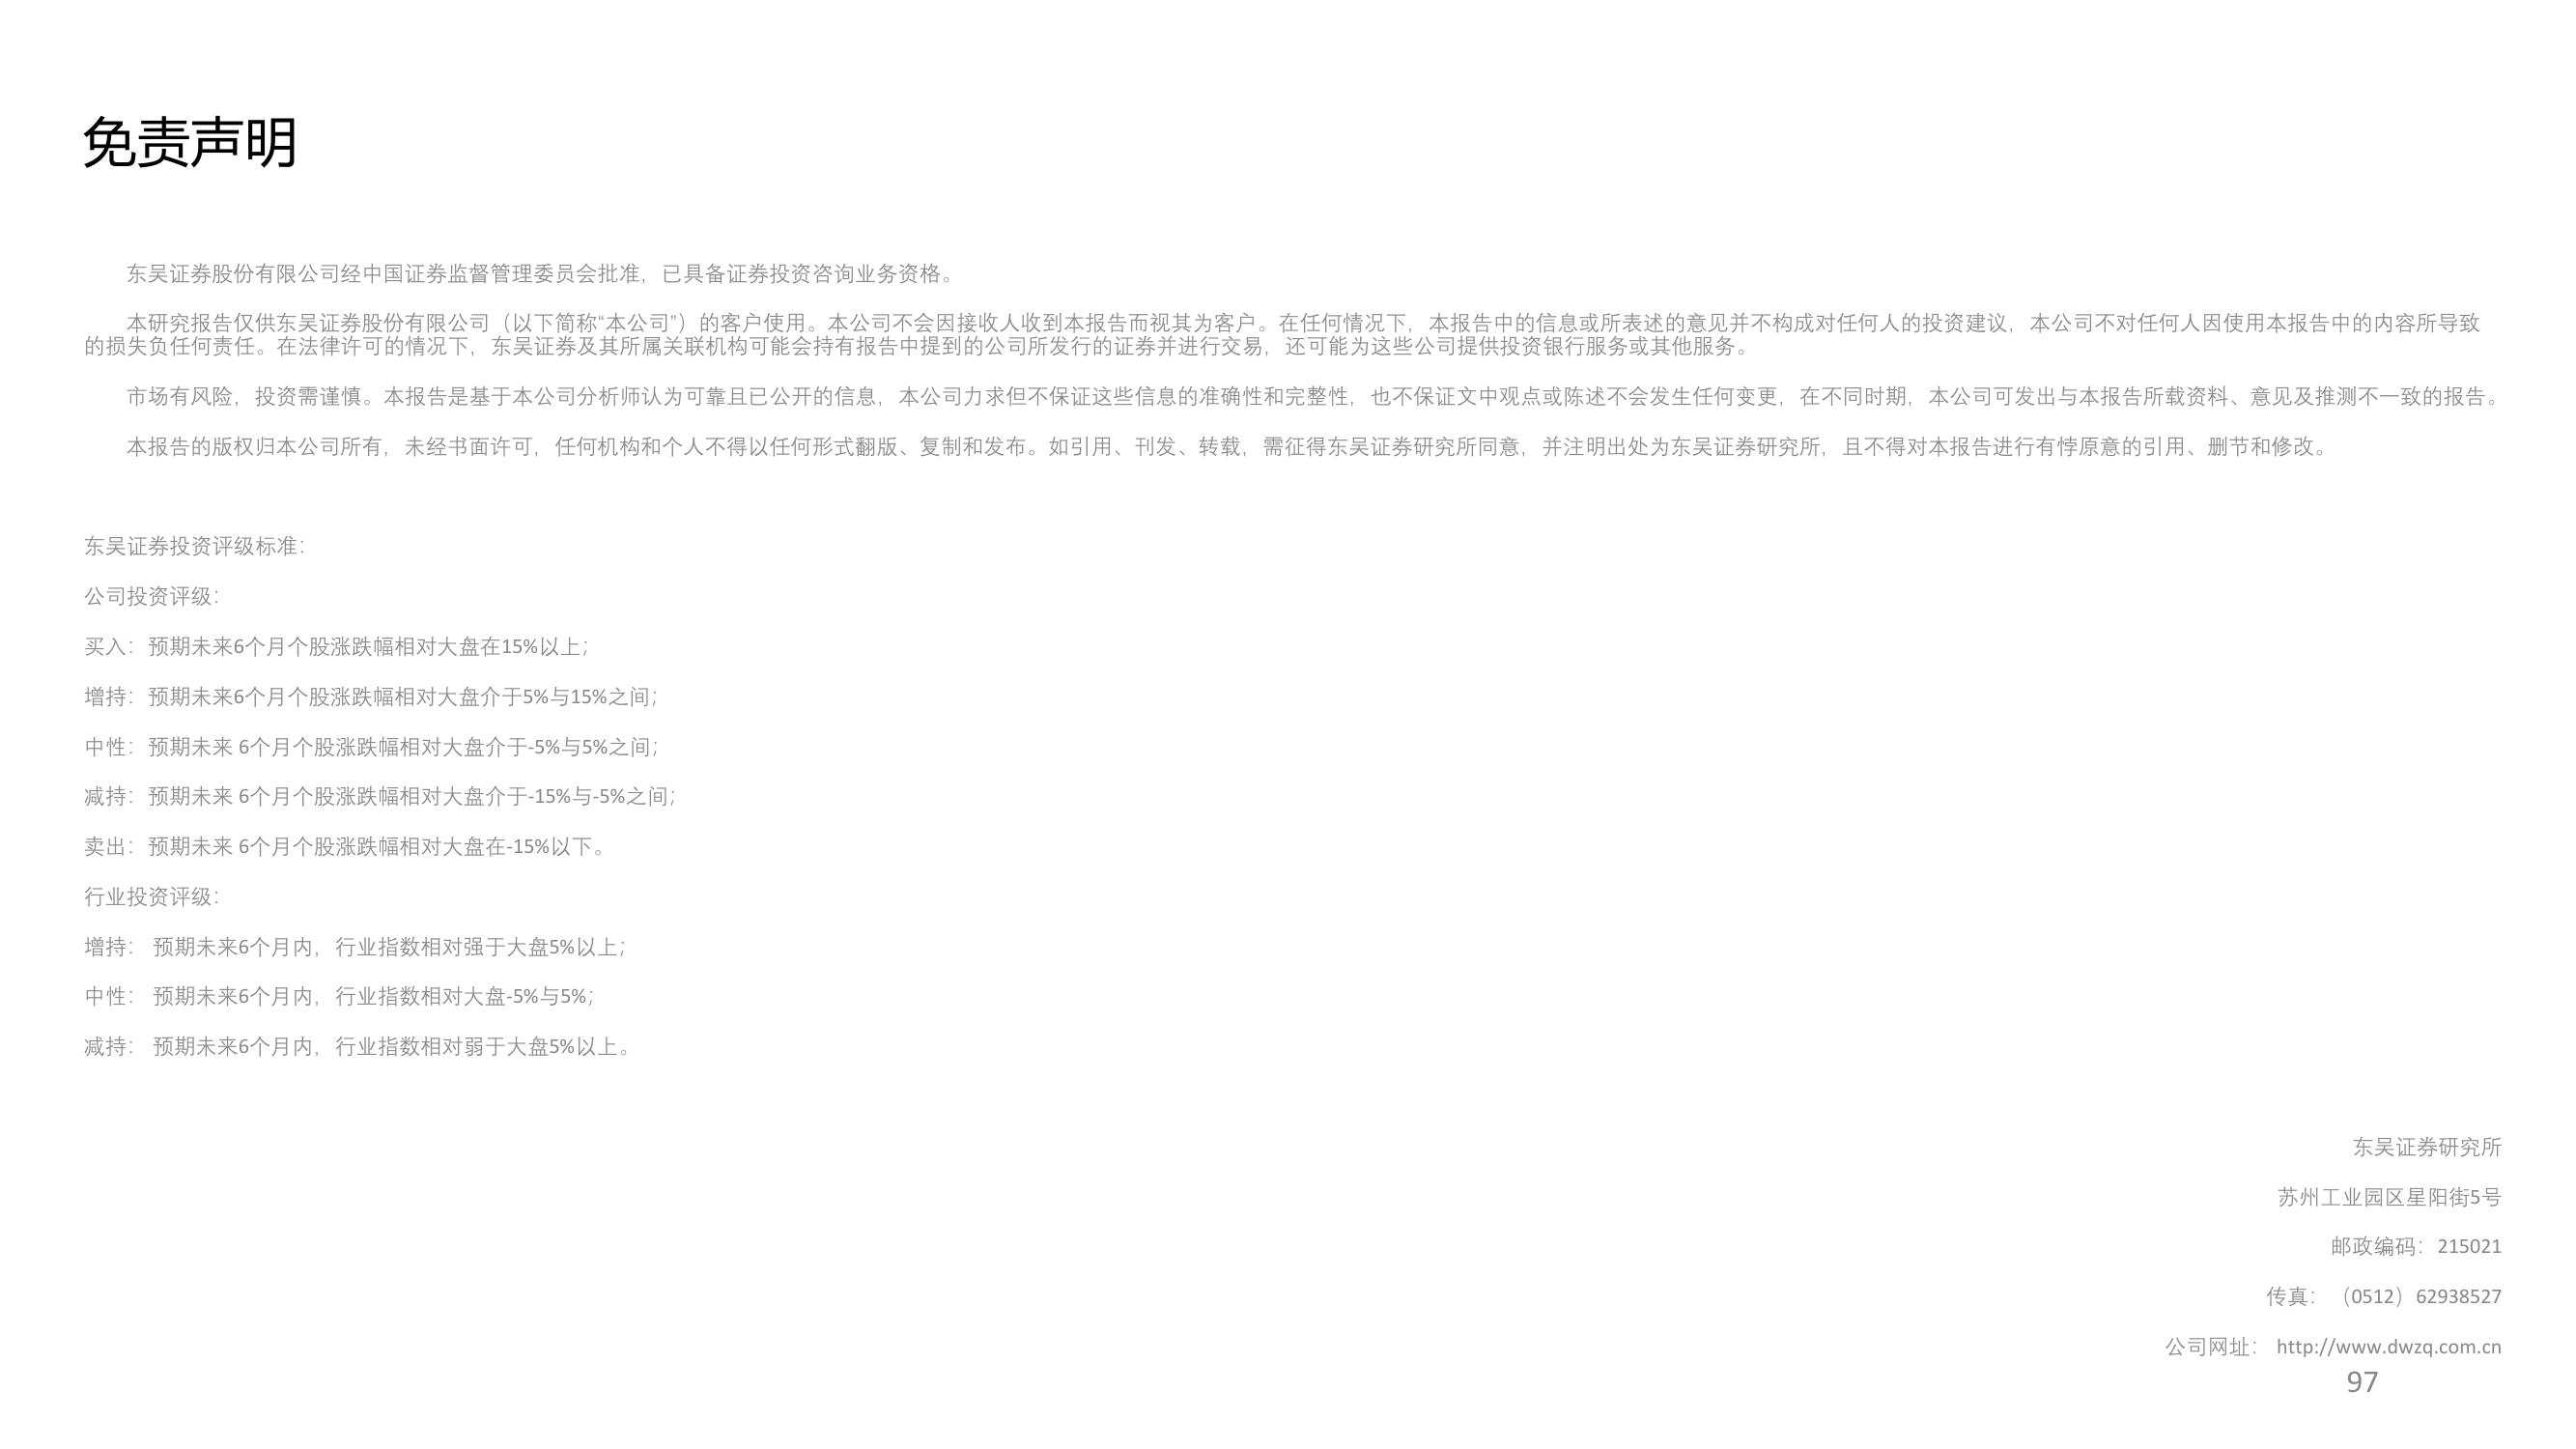 免责声明
东吴证券股份有限公司经中国证券监督管理委员会批准，已具备证券投资咨询业务资格。
本研究报告仅供东吴证券股份有限公司（以下简称“本公司”）的客户使用。本公司不会因接收人收到本报告而视其为客户。在任何情况下，本报告中的信息或所表述的意见并不构成对任何人的投资建议，本公司不对任何人因使用本报告中的内容所导致
的损失负任何责任。在法律许可的情况下，东吴证券及其所属关联机构可能会持有报告中提到的公司所发行的证券并进行交易，还可能为这些公司提供投资银行服务或其他服务。
市场有风险，投资需谨慎。本报告是基于本公司分析师认为可靠且已公开的信息，本公司力求但不保证这些信息的准确性和完整性，也不保证文中观点或陈述不会发生任何变更，在不同时期，本公司可发出与本报告所载资料、意见及推测不一致的报告。
本报告的版权归本公司所有，未经书面许可，任何机构和个人不得以任何形式翻版、复制和发布。如引用、刊发、转载，需征得东吴证券研究所同意，并注明出处为东吴证券研究所，且不得对本报告进行有悖原意的引用、删节和修改。
东吴证券投资评级标准：
公司投资评级：
买入：预期未来6个月个股涨跌幅相对大盘在15%以上；
增持：预期未来6个月个股涨跌幅相对大盘介于5%与15%之间；
中性：预期未来 6个月个股涨跌幅相对大盘介于-5%与5%之间；
减持：预期未来 6个月个股涨跌幅相对大盘介于-15%与-5%之间；
卖出：预期未来 6个月个股涨跌幅相对大盘在-15%以下。
行业投资评级：
增持： 预期未来6个月内，行业指数相对强于大盘5%以上；
中性： 预期未来6个月内，行业指数相对大盘-5%与5%；
减持： 预期未来6个月内，行业指数相对弱于大盘5%以上。
东吴证券研究所
苏州工业园区星阳街5号
邮政编码：215021
传真：（0512）62938527
公司网址： http://www.dwzq.com.cn
97